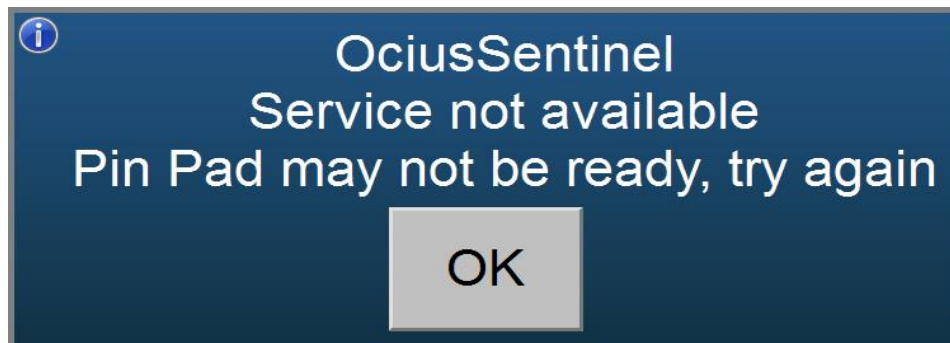 OciusSentinel
Service not available
Pin Pad may not be ready, try again
OK